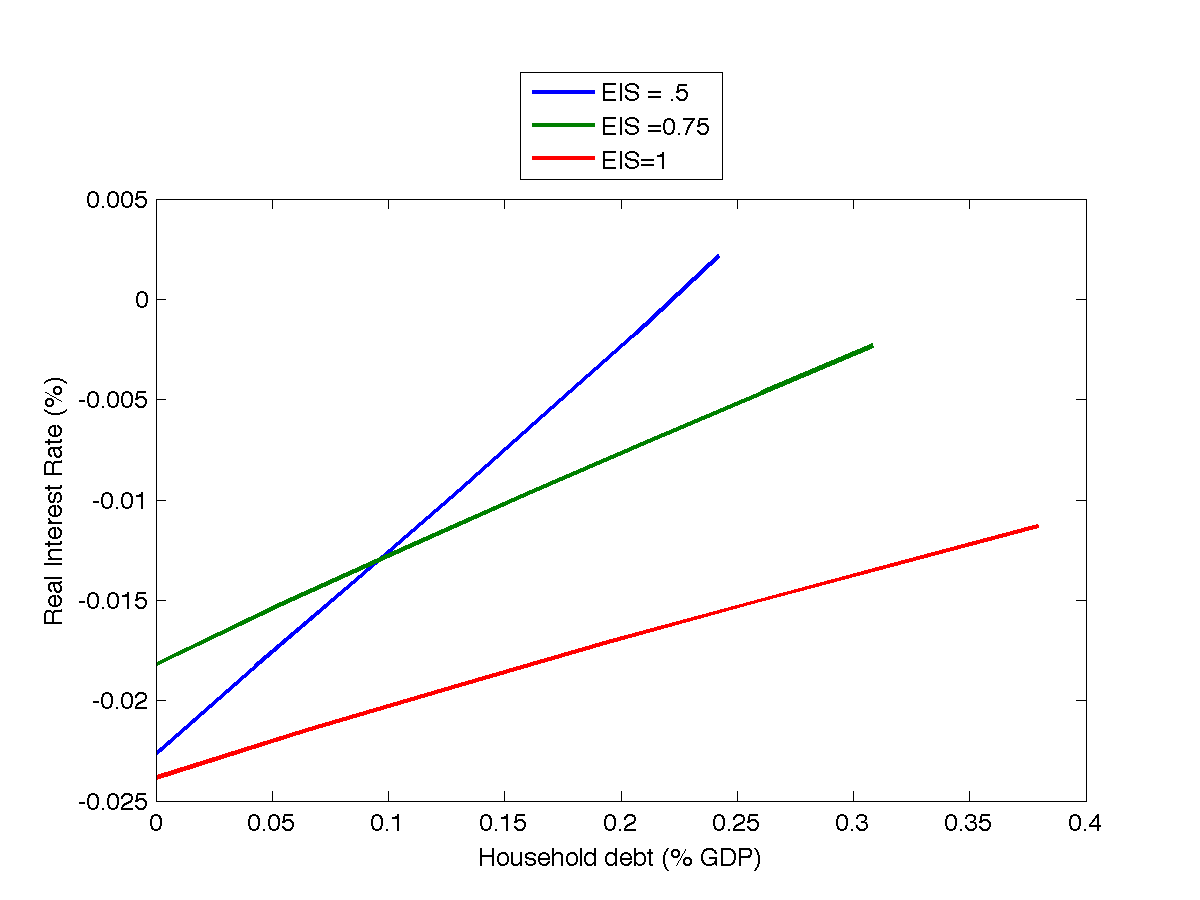 EIS = .5
EIS =0.75
EIS=1
0.005
0
-0.005
-0.01
-0.015
-0.02
-0.025
Real Interest Rate (%)
0 0.05 0.1 0.15 0.2 0.25 0.3 0.35 0.4
Household debt (% GDP)